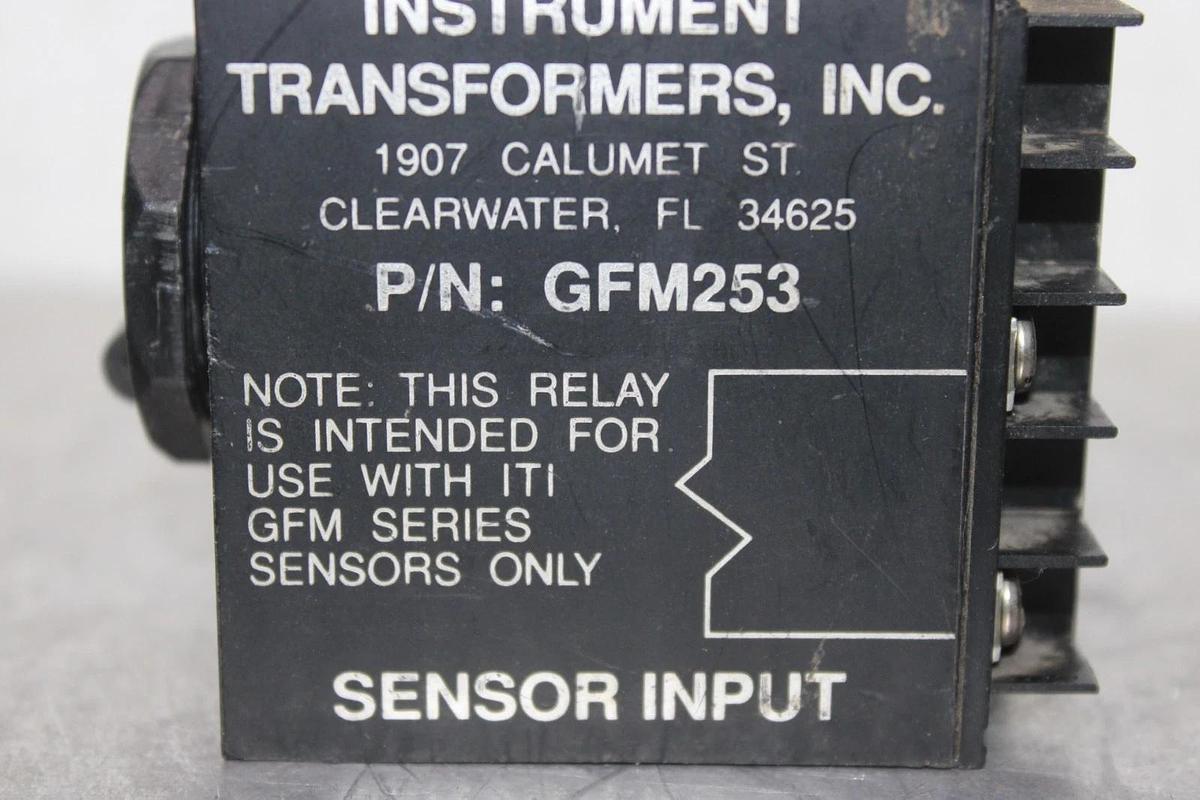 INSTRUMENT
TRANSFORMERS, INC.
1907 CALUMET ST.
CLEARWATER, FL 34625
P/N: GFM253
NOTE: THIS RELAY
IS INTENDED FOR
USE WITH ITI
GFM SERIES
SENSORS ONLY
SENSOR INPUT